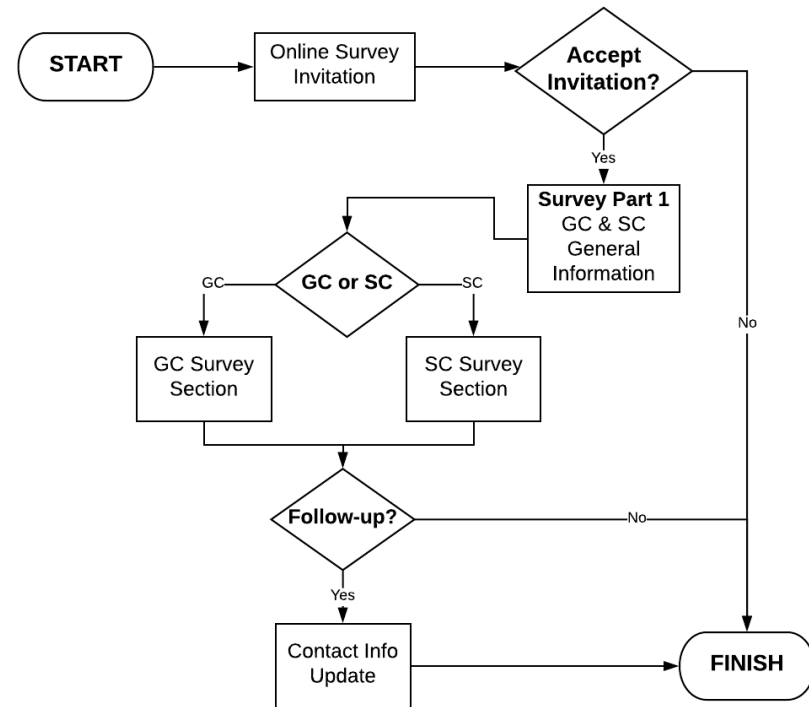 START
Online Survey
Invitation
Accept
Invitation?
Yes
Survey Part 1
GC & SC
General
Information
GC or SC
GC
SC
GC Survey
Section
SC Survey
Section
No
Follow-up?
No
Yes
Contact Info
Update
FINISH